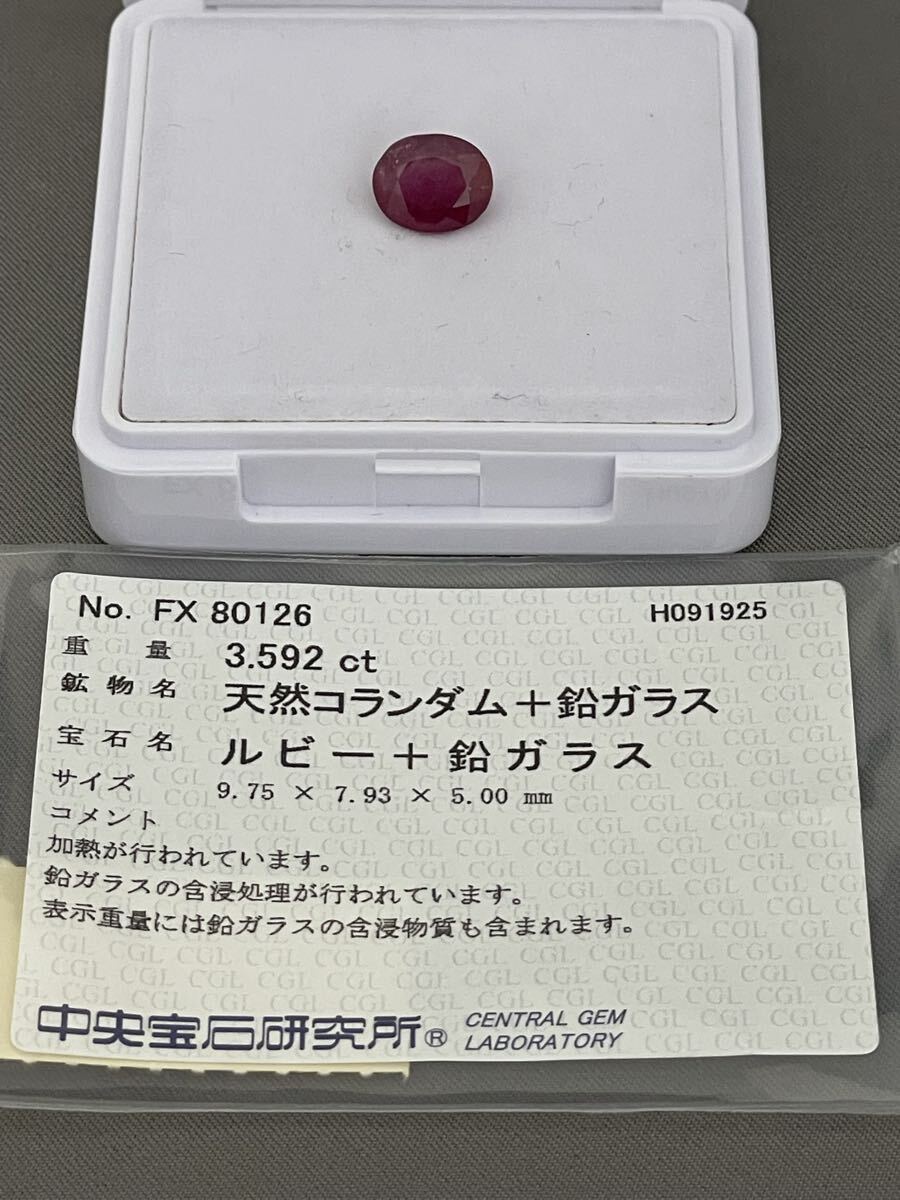 No. FX 80126 H091925
重量 3.592 ct
鉱物名 天然コランダム＋鉛ガラス
宝石名 ルビー＋鉛ガラス
サイズ 9.75 × 7.93 × 5.00 mm
コメント
加熱が行われています。
鉛ガラスの含浸処理が行われています。
表示重量には鉛ガラスの含浸物質も含まれます。
中央宝石研究所® CENTRAL GEM
LABORATORY